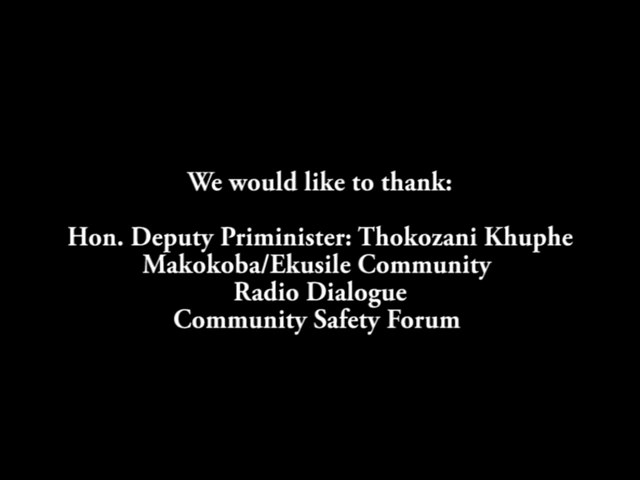 We would like to thank:
Hon. Deputy Priminister: Thokozani Khuphe
Makokoba/Ekusile Community
Radio Dialogue
Community Safety Forum